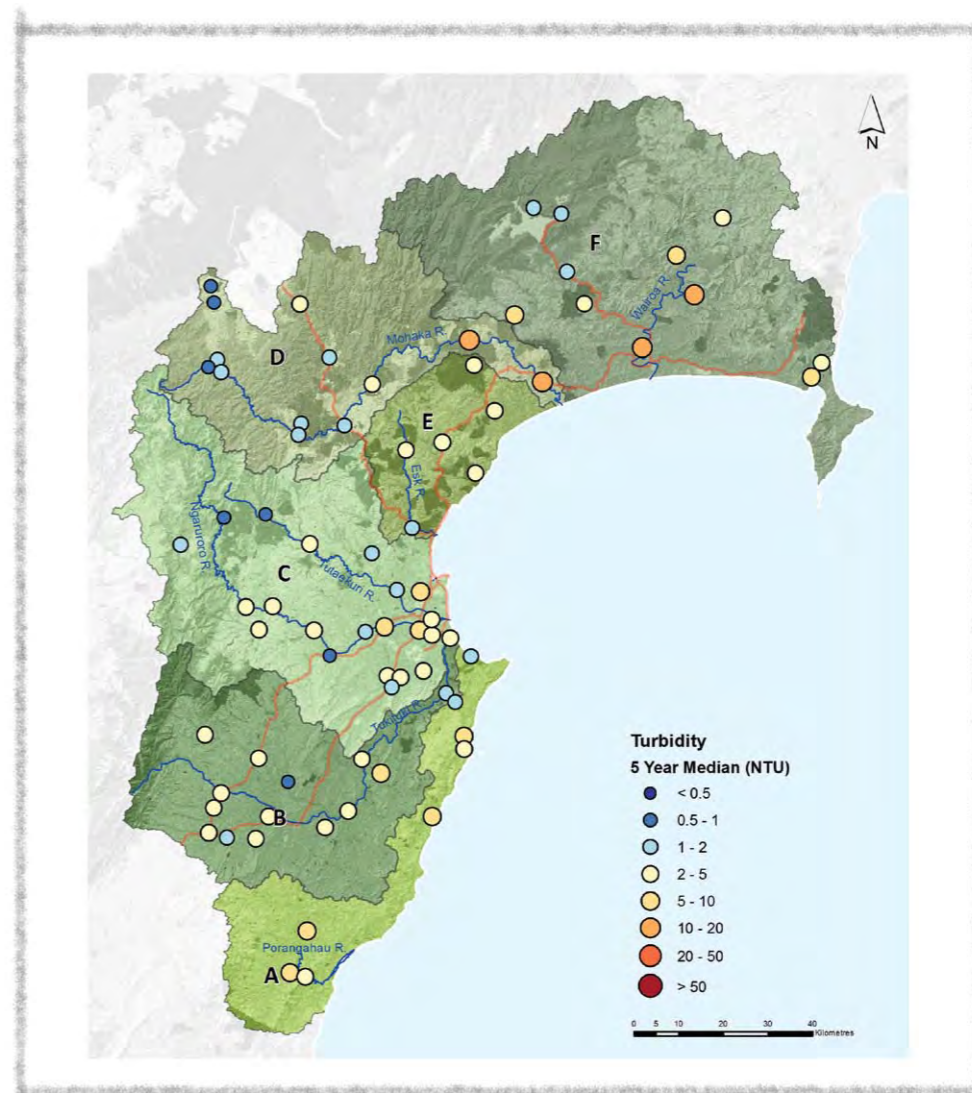 N
F
Wairoa R.
Mohaka R.
D
E
Esk R.
Ngaruroro R.
C
Tutaekuri R.
Tukituki R.
B
Porangahau R.
A
Turbidity
5 Year Median (NTU)
< 0.5
0.5 - 1
1 - 2
2 - 5
5 - 10
10 - 20
20 - 50
> 50
0 5 10 20 30 40
Kilometres